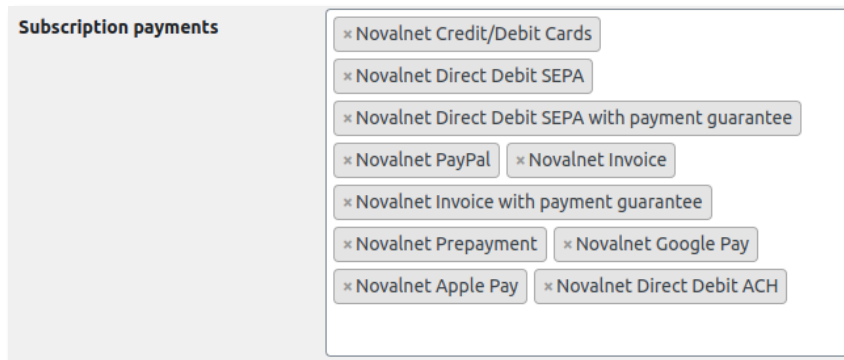 Subscription payments
× Novalnet Credit/Debit Cards
× Novalnet Direct Debit SEPA
× Novalnet Direct Debit SEPA with payment guarantee
× Novalnet PayPal × Novalnet Invoice
× Novalnet Invoice with payment guarantee
× Novalnet Prepayment × Novalnet Google Pay
× Novalnet Apple Pay × Novalnet Direct Debit ACH